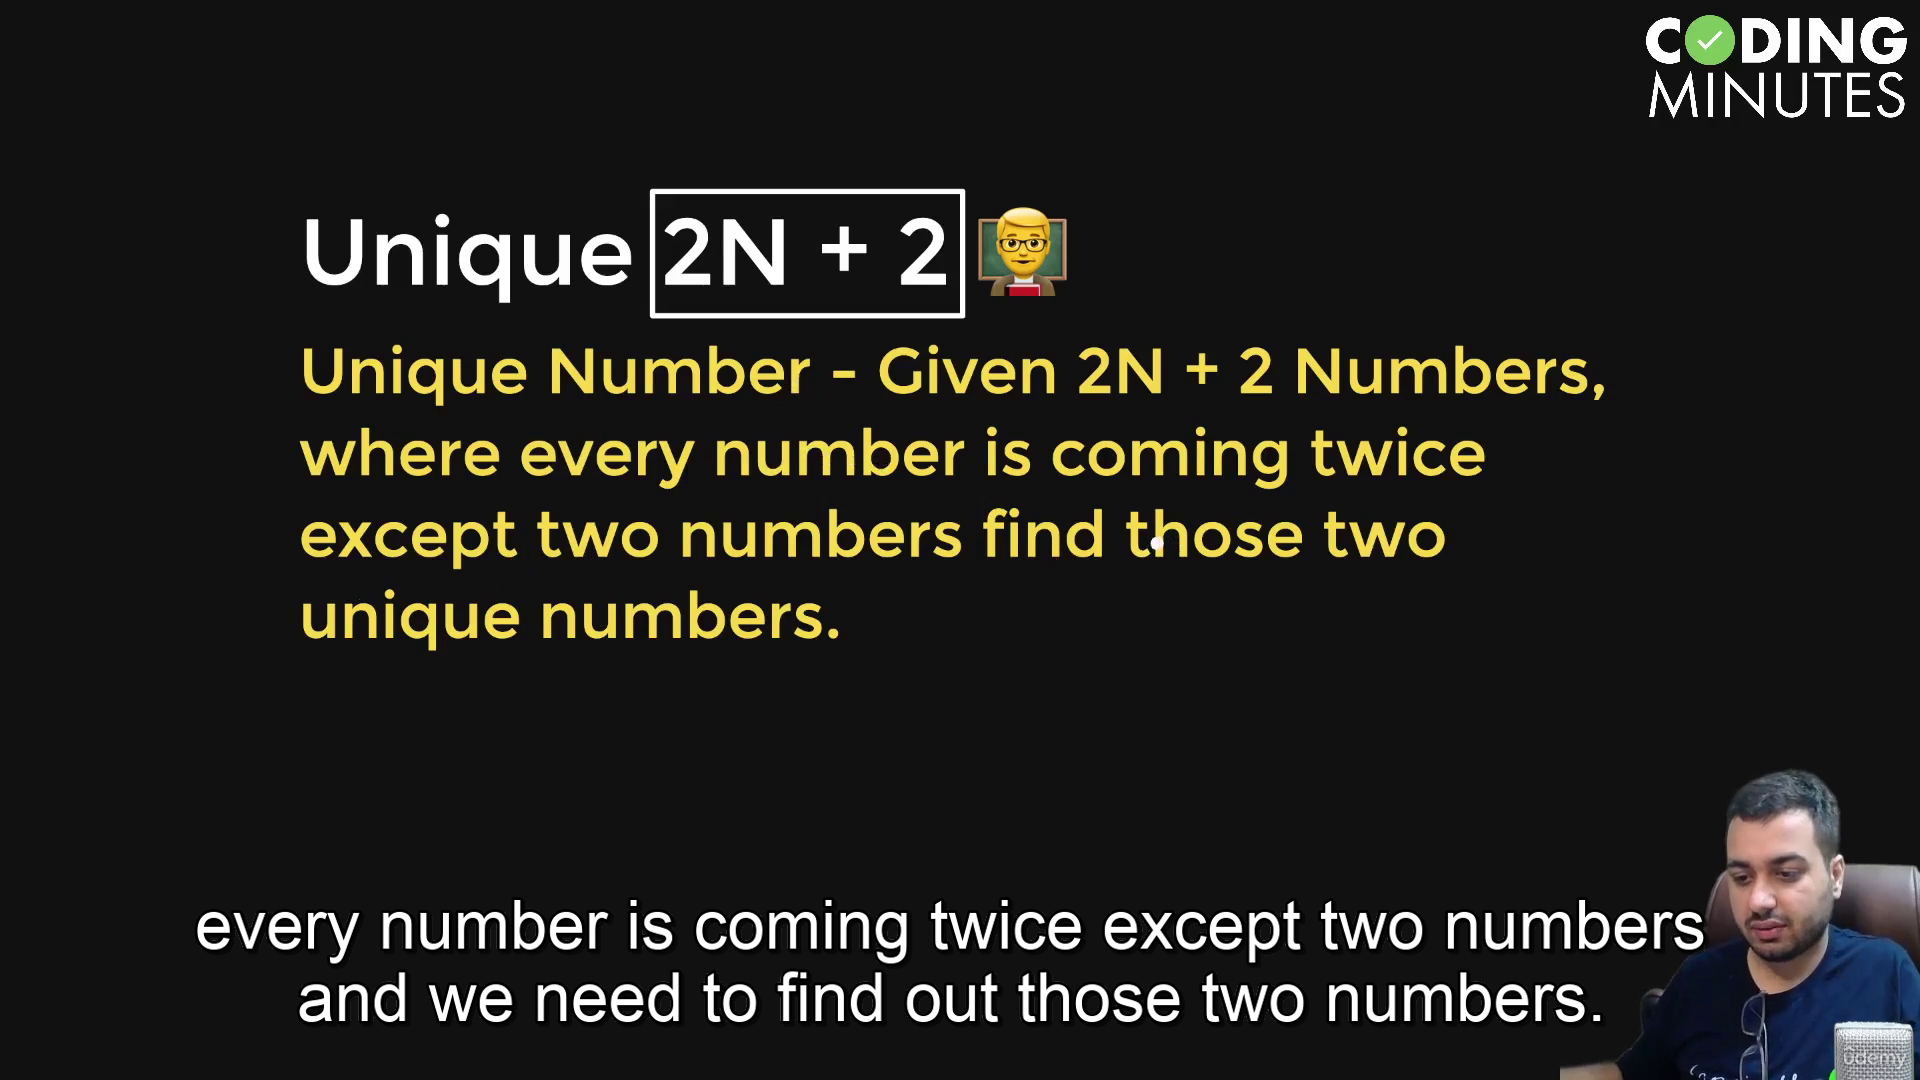 CODING
MINUTES
Unique 2N + 2
Unique Number - Given 2N + 2 Numbers,
where every number is coming twice
except two numbers find those two
unique numbers.
every number is coming twice except two numbers
and we need to find out those two numbers.
ûdemy